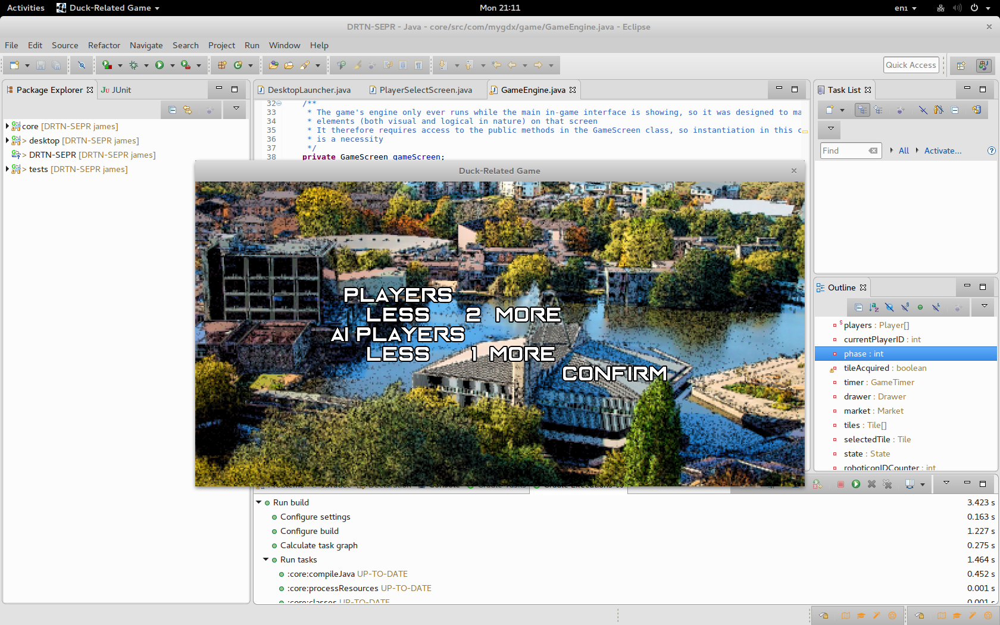 Activities Duck-Related Game Mon 21:11 en1
DRTN-SEPR - Java - core/src/com/mygdx/game/GameEngine.java - Eclipse
File Edit Source Refactor Navigate Search Project Run Window Help
Quick Access
Package Explorer JUnit
core [DRTN-SEPR james]
> desktop [DRTN-SEPR james]
> DRTN-SEPR [DRTN-SEPR james]
> tests [DRTN-SEPR james]
DesktopLauncher.java PlayerSelectScreen.java GameEngine.java
32 /**
33 * The game's engine only ever runs while the main in-game interface is showing, so it was designed to ma
34 * elements (both visual and logical in nature) on that screen
35 * It therefore requires access to the public methods in the GameScreen class, so instantiation in this c
36 * is a necessity
37 */
38 private GameScreen gameScreen;
Duck-Related Game
PLAYERS
LESS 2 MORE
AI PLAYERS
LESS 1 MORE
CONFIRM
Task List
Find All Activate...
Outline
players : Player[]
currentPlayerID : int
phase : int
tileAcquired : boolean
timer : GameTimer
drawer : Drawer
market : Market
tiles : Tile[]
selectedTile : Tile
state : State
roboticonIDCounter : int
Run build 3.423 s
Configure settings 0.163 s
Configure build 1.227 s
Calculate task graph 0.275 s
Run tasks 1.464 s
:core:compileJava UP-TO-DATE 0.452 s
:core:processResources UP-TO-DATE 0.001 s
:core:classes UP-TO-DATE 0.001 s